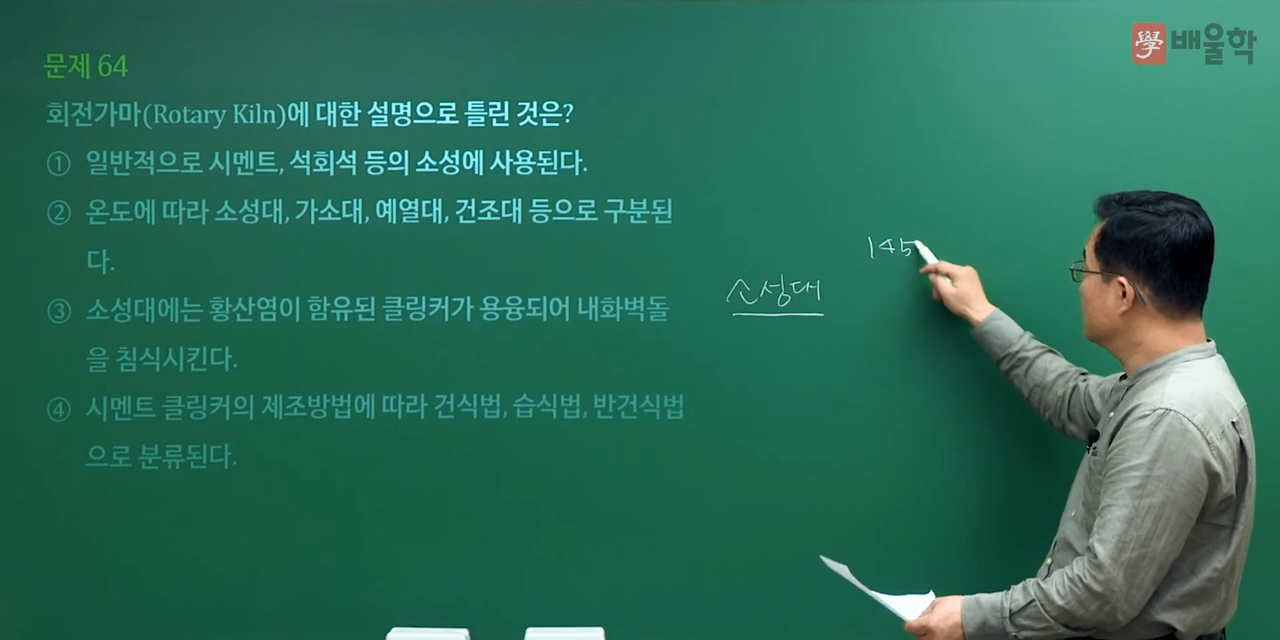 學 배울학
문제 64
회전가마(Rotary Kiln)에 대한 설명으로 틀린 것은?
① 일반적으로 시멘트, 석회석 등의 소성에 사용된다.
② 온도에 따라 소성대, 가소대, 예열대, 건조대 등으로 구분된
다.
③ 소성대에는 황산염이 함유된 클링커가 용융되어 내화벽돌
을 침식시킨다.
④ 시멘트 클링커의 제조방법에 따라 건식법, 습식법, 반건식법
으로 분류된다.
145
소성대